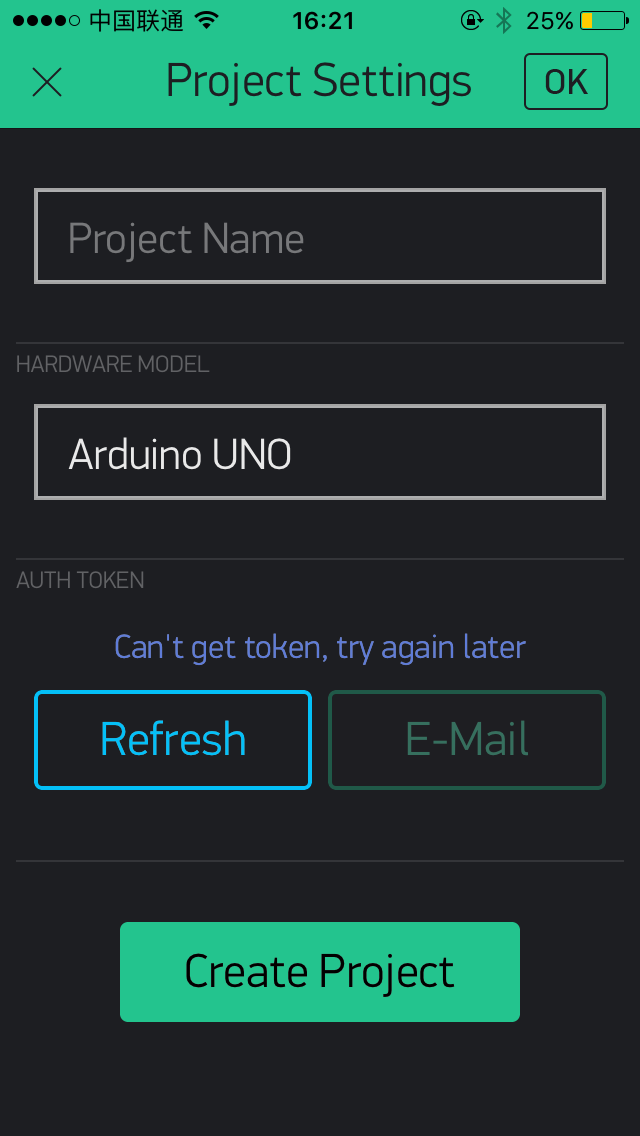 中国联通 16:21 25%
Project Settings OK
Project Name
HARDWARE MODEL
Arduino UNO
AUTH TOKEN
Can't get token, try again later
Refresh E-Mail
Create Project